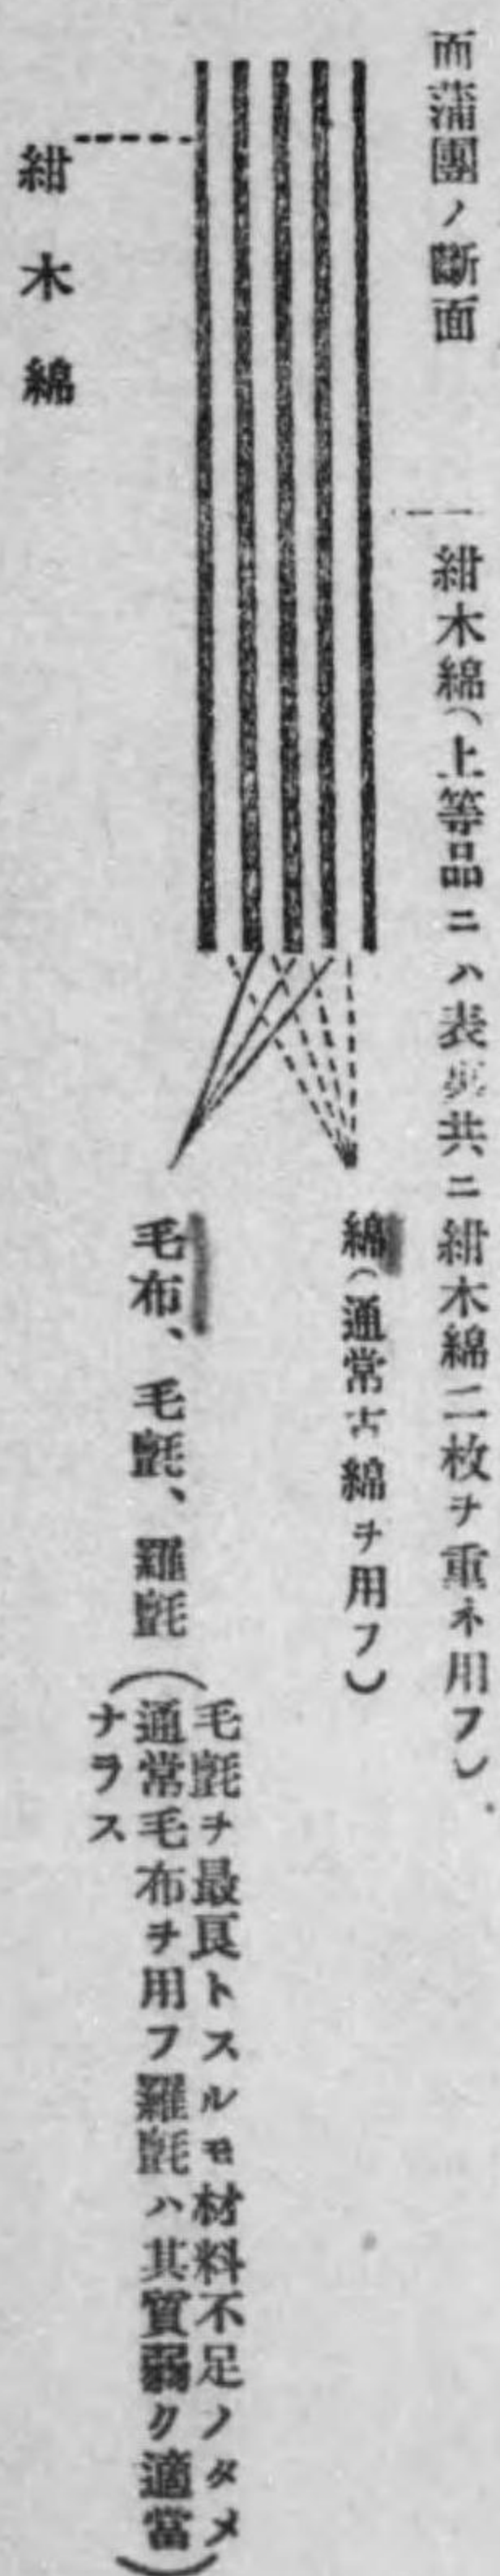 面蒲團ノ斷面
紺木綿(上等品ニハ表裏共ニ紺木綿二枚ヲ重ネ用フ)
綿(通常古綿ヲ用フ)
毛布、毛氈、羅氈
(毛氈ヲ最良トスルモ材料不足ノタメ
通常毛布ヲ用フ羅氈ハ其質弱ク適當
ナラス)
紺木綿